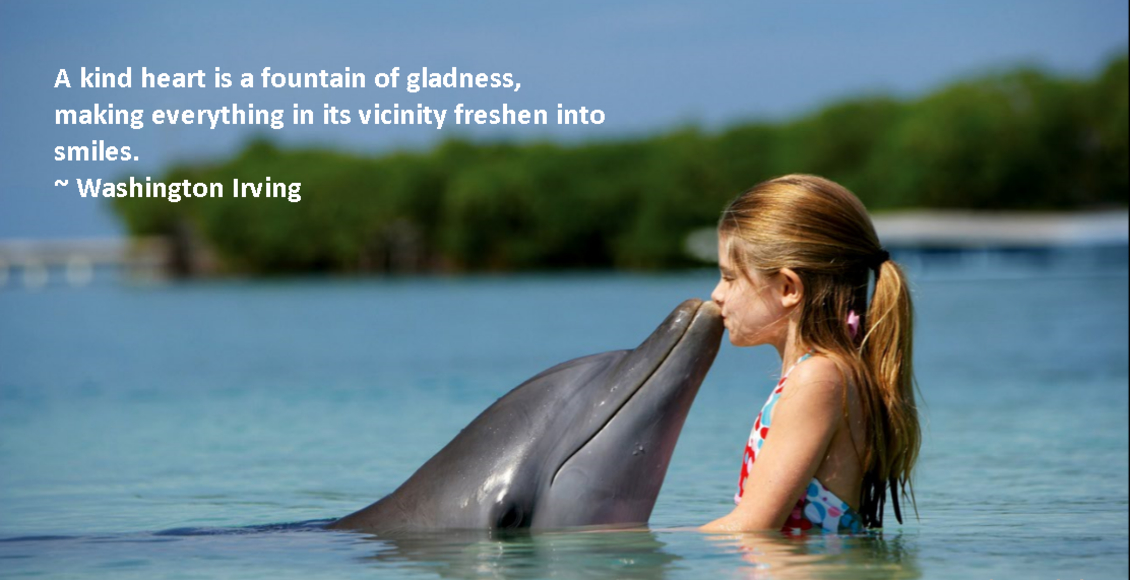 A kind heart is a fountain of gladness,
making everything in its vicinity freshen into
smiles.
~ Washington Irving